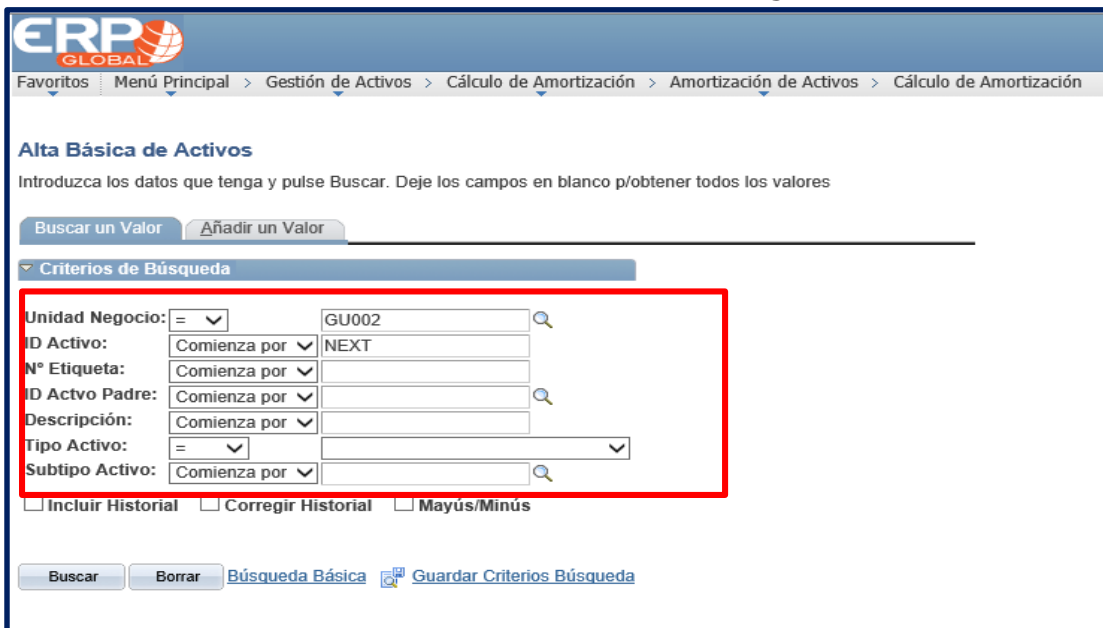 ERP
GLOBAL
Favoritos Menú Principal > Gestión de Activos > Cálculo de Amortización > Amortización de Activos > Cálculo de Amortización
Alta Básica de Activos
Introduzca los datos que tenga y pulse Buscar. Deje los campos en blanco p/obtener todos los valores
Buscar un Valor Añadir un Valor
Criterios de Búsqueda
Unidad Negocio: = GU002
ID Activo: Comienza por NEXT
Nº Etiqueta: Comienza por
ID Actvo Padre: Comienza por
Descripción: Comienza por
Tipo Activo: =
Subtipo Activo: Comienza por
Incluir Historial Corregir Historial Mayús/Minús
Buscar Borrar Búsqueda Básica Guardar Criterios Búsqueda